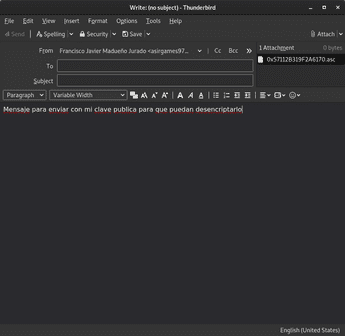 Write: (no subject) - Thunderbird
File Edit View Insert Format Options Tools Help
Send Spelling Security Save Attach
From Francisco Javier Madueño Jurado <asirgames97... Cc Bcc »
1 Attachment 0 bytes
0x57112B319F2A6170.asc
To
Subject
Paragraph Variable Width
Mensaje para enviar con mi clave publica para que puedan desencriptarlo
English (United States)